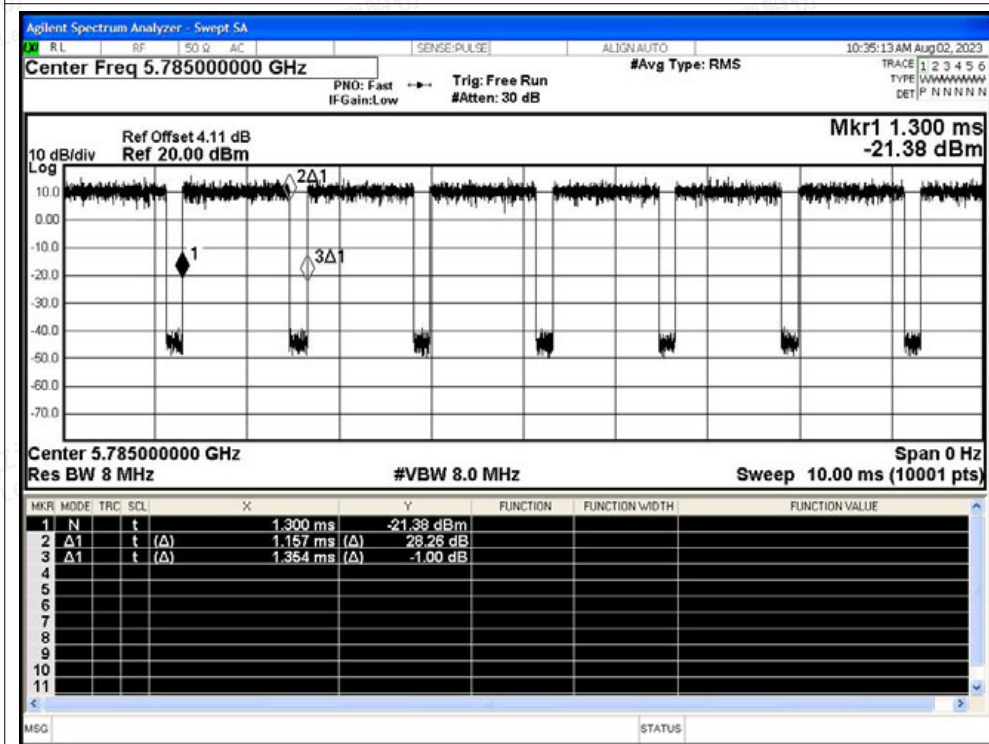 Agilent Spectrum Analyzer - Swept SA
RL RF 50 Ω AC SENSE:PULSE ALIGN AUTO 10:35:13 AM Aug 02, 2023
Center Freq 5.785000000 GHz #Avg Type: RMS TRACE 1 2 3 4 5 6
PNO: Fast Trig: Free Run TYPE WWWWWW
IFGain:Low #Atten: 30 dB DET P N N N N N
Mkr1 1.300 ms
Ref Offset 4.11 dB
10 dB/div Ref 20.00 dBm -21.38 dBm
Log
2Δ1
10.0
0.00
-10.0
1
3Δ1
-20.0
-30.0
-40.0
-50.0
-60.0
-70.0
Center 5.785000000 GHz Span 0 Hz
Res BW 8 MHz #VBW 8.0 MHz Sweep 10.00 ms (10001 pts)
MKR MODE TRC SCL X Y FUNCTION FUNCTION WIDTH FUNCTION VALUE
1 N t 1.300 ms -21.38 dBm
2 Δ1 t (Δ) 1.157 ms (Δ) 28.26 dB
3 Δ1 t (Δ) 1.354 ms (Δ) -1.00 dB
4
5
6
7
8
9
10
11
MSG STATUS